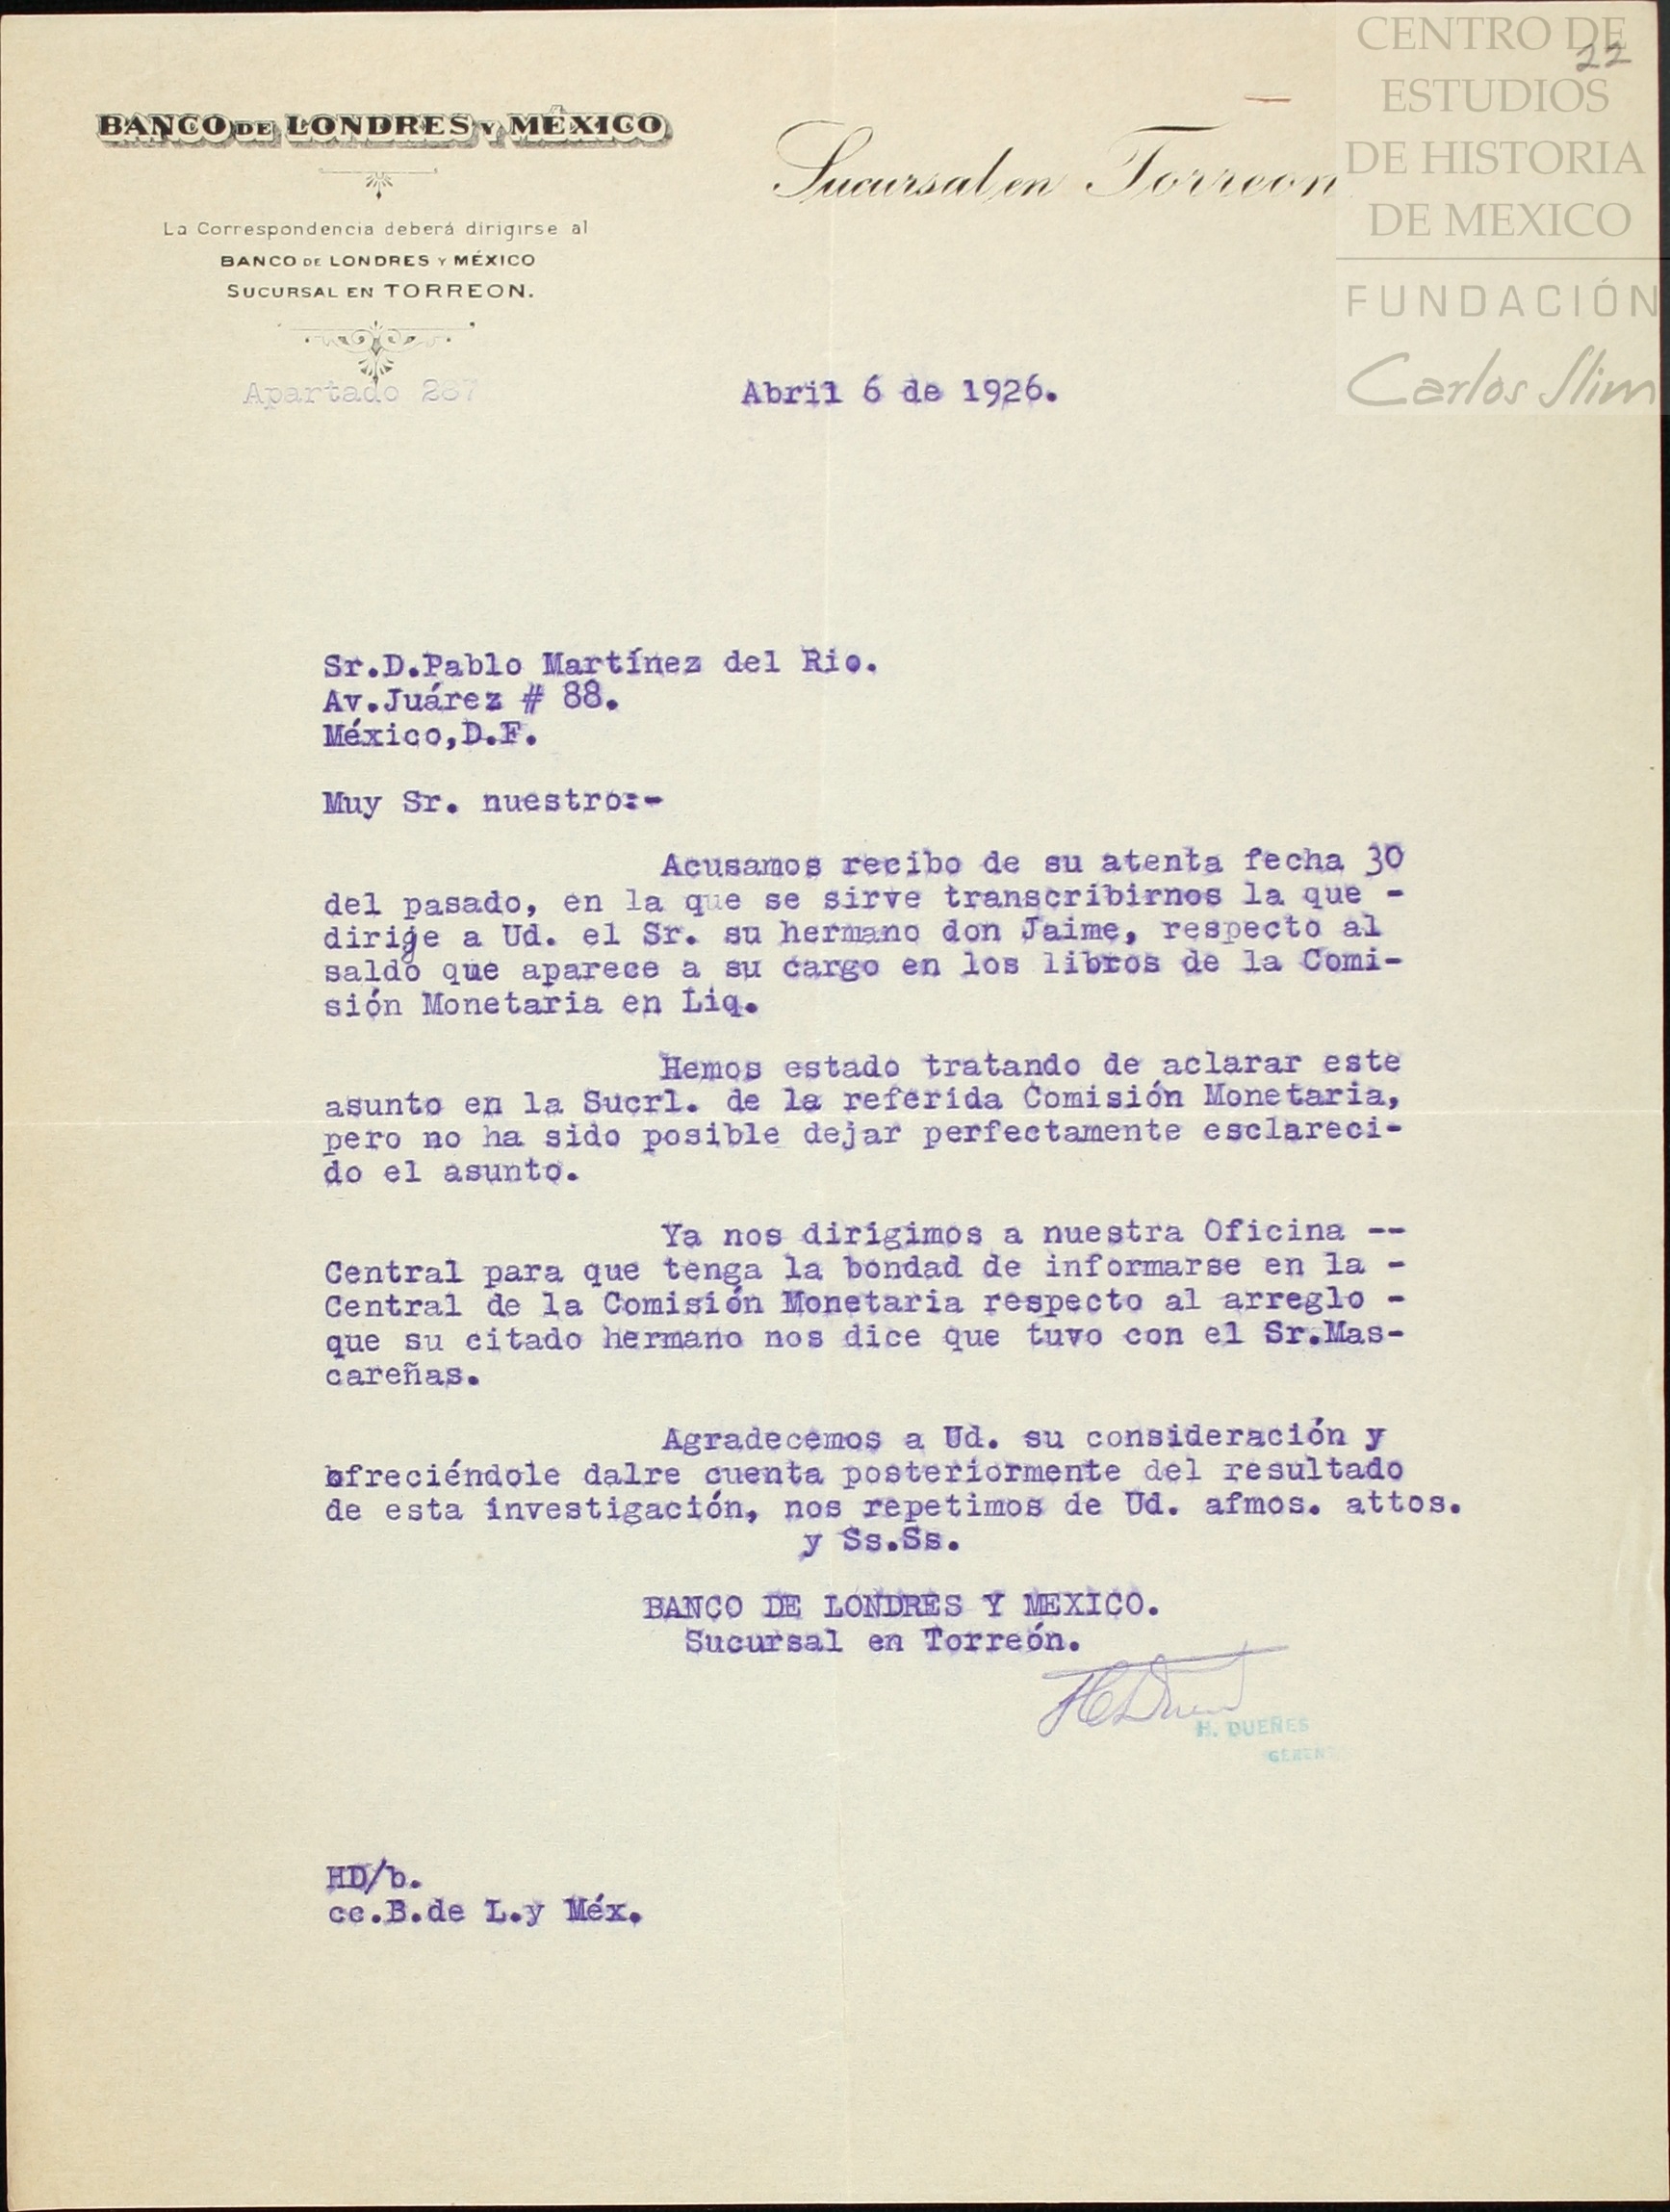 CENTRO DE
ESTUDIOS
DE HISTORIA
DE MEXICO
FUNDACIÓN
Carlos Slim
22
BANCO DE LONDRES Y MÉXICO
Sucursal en Torreon
La Correspondencia deberá dirigirse al
BANCO DE LONDRES Y MÉXICO
SUCURSAL EN TORREON.
Apartado 287
Abril 6 de 1926.
Sr.D.Pablo Martínez del Rio.
Av.Juárez # 88.
México,D.F.
Muy Sr. nuestro:-
Acusamos recibo de su atenta fecha 30
del pasado, en la que se sirve transcribirnos la que -
dirige a Ud. el Sr. su hermano don Jaime, respecto al
saldo que aparece a su cargo en los libros de la Comi-
sión Monetaria en Liq.
Hemos estado tratando de aclarar este
asunto en la Sucrl. de la referida Comisión Monetaria,
pero no ha sido posible dejar perfectamente esclareci-
do el asunto.
Ya nos dirigimos a nuestra Oficina --
Central para que tenga la bondad de informarse en la -
Central de la Comisión Monetaria respecto al arreglo -
que su citado hermano nos dice que tuvo con el Sr.Mas-
careñas.
Agradecemos a Ud. su consideración y
ofreciéndole dalre cuenta posteriormente del resultado
de esta investigación, nos repetimos de Ud. afmos. attos.
y Ss.Ss.
BANCO DE LONDRES Y MEXICO.
Sucursal en Torreón.
H. DUEÑES
GEREN
HD/b.
cc.B.de L.y Méx.